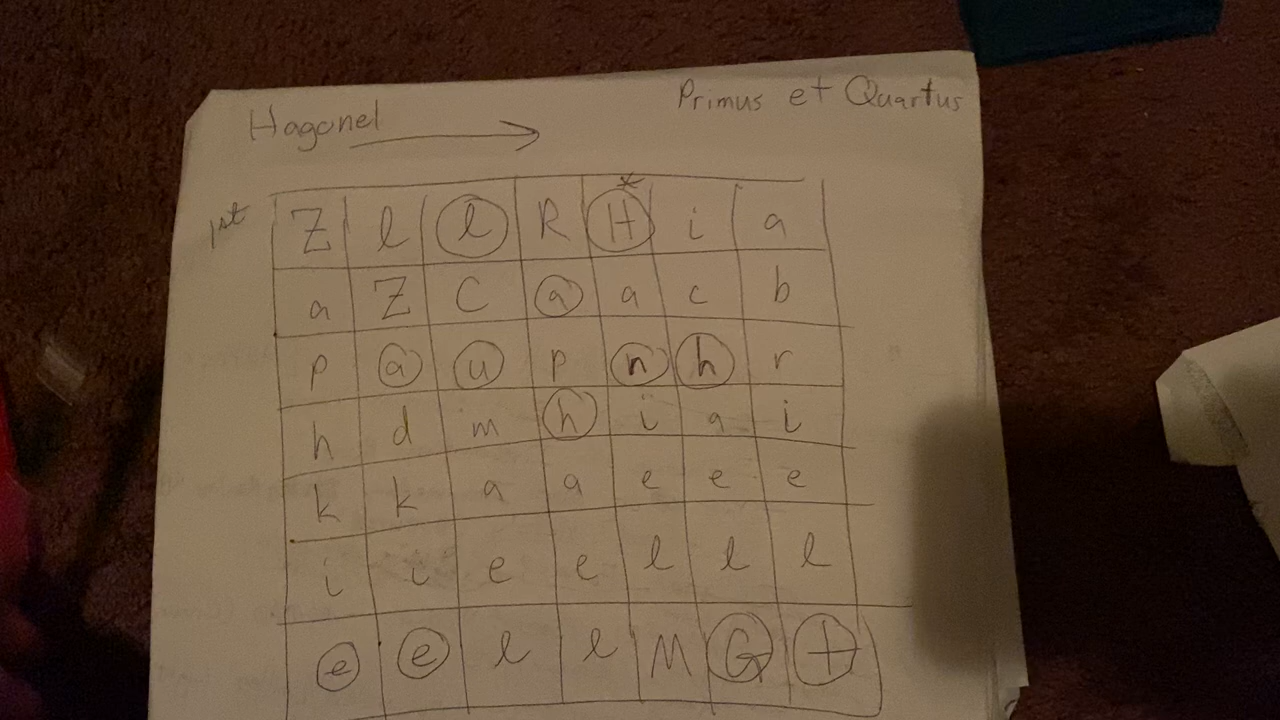 Hagonel
Primus et Quartus
1st
Z l l R H i a
a Z C a a c b
p a u p n h r
h d m h i a i
k k a a e e e
i i e e l l l
e e l l M G +